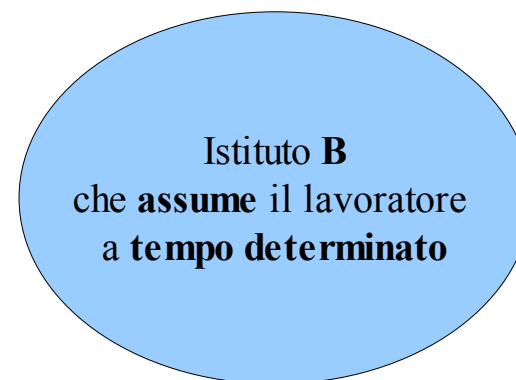 Istituto B
che assume il lavoratore
a tempo determinato